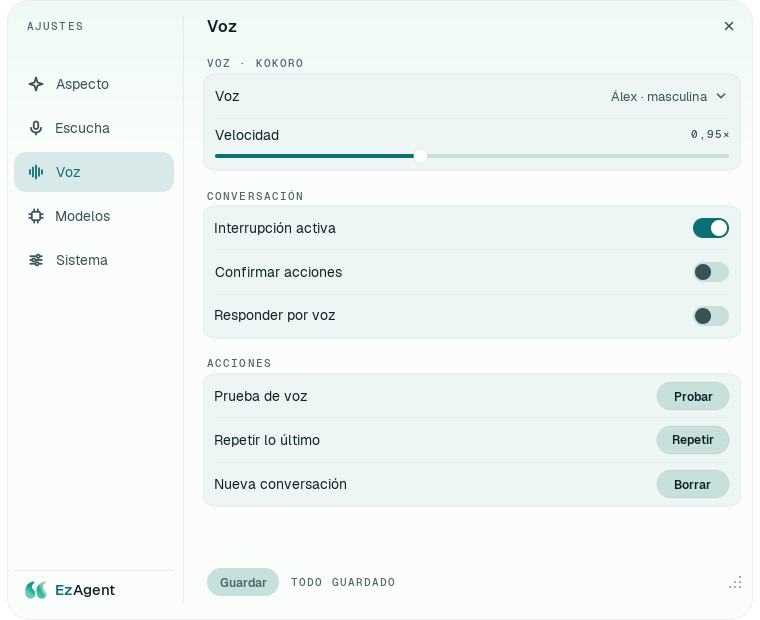 AJUSTES
Aspecto
Escucha
Voz
Modelos
Sistema
EzAgent
Voz
VOZ · KOKORO
Voz Álex · masculina
Velocidad 0,95×
CONVERSACIÓN
Interrupción activa
Confirmar acciones
Responder por voz
ACCIONES
Prueba de voz Probar
Repetir lo último Repetir
Nueva conversación Borrar
Guardar TODO GUARDADO